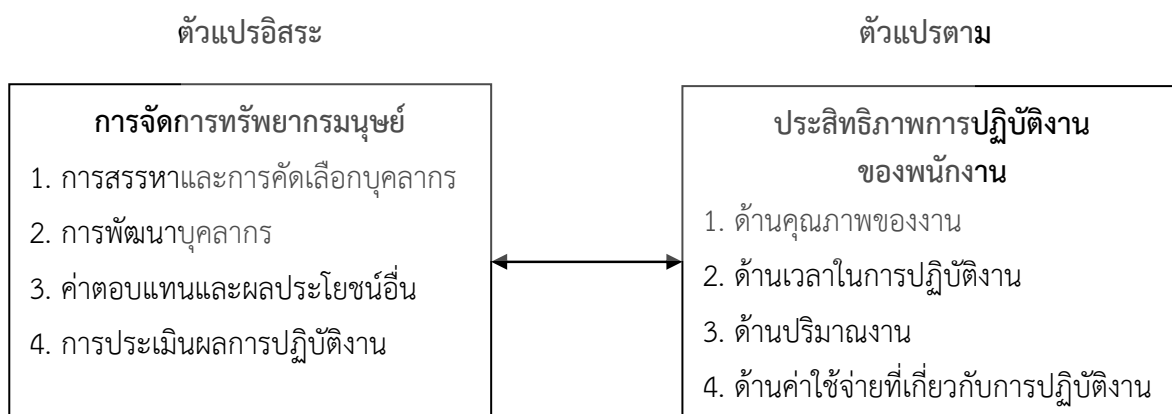 ตัวแปรอิสระ
ตัวแปรตาม
การจัดการทรัพยากรมนุษย์
1. การสรรหาและการคัดเลือกบุคลากร
2. การพัฒนาบุคลากร
3. ค่าตอบแทนและผลประโยชน์อื่น
4. การประเมินผลการปฏิบัติงาน
ประสิทธิภาพการปฏิบัติงาน
ของพนักงาน
1. ด้านคุณภาพของงาน
2. ด้านเวลาในการปฏิบัติงาน
3. ด้านปริมาณงาน
4. ด้านค่าใช้จ่ายที่เกี่ยวกับการปฏิบัติงาน